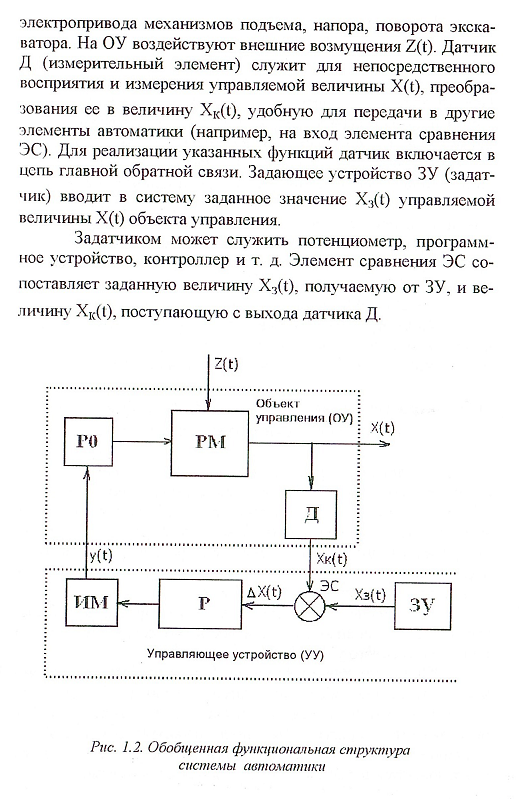 электропривода механизмов подъема, напора, поворота экска-
ватора. На ОУ воздействуют внешние возмущения Z(t). Датчик
Д (измерительный элемент) служит для непосредственного
восприятия и измерения управляемой величины X(t), преобра-
зования ее в величину XК(t), удобную для передачи в другие
элементы автоматики (например, на вход элемента сравнения
ЭС). Для реализации указанных функций датчик включается в
цепь главной обратной связи. Задающее устройство ЗУ (задат-
чик) вводит в систему заданное значение XЗ(t) управляемой
величины X(t) объекта управления.
Задатчиком может служить потенциометр, программ-
ное устройство, контроллер и т. д. Элемент сравнения ЭС со-
поставляет заданную величину XЗ(t), получаемую от ЗУ, и ве-
личину XК(t), поступающую с выхода датчика Д.
Z(t)
Объект
управления (ОУ)
РО
РМ
X(t)
Д
y(t)
Xк(t)
ИМ
Р
ΔX(t)
ЭС
Xз(t)
ЗУ
Управляющее устройство (УУ)
Рис. 1.2. Обобщенная функциональная структура
системы автоматики